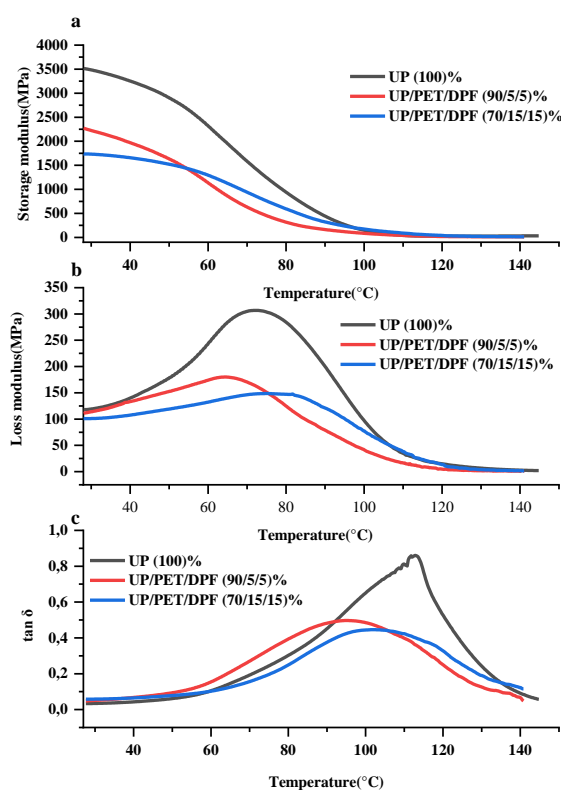 a
4000
3500
3000
2500
2000
1500
1000
500
0
Storage modulus(MPa)
UP (100)%
UP/PET/DPF (90/5/5)%
UP/PET/DPF (70/15/15)%
40 60 80 100 120 140
Temperature(°C)
b
350
300
250
200
150
100
50
0
Loss modulus(MPa)
UP (100)%
UP/PET/DPF (90/5/5)%
UP/PET/DPF (70/15/15)%
40 60 80 100 120 140
Temperature(°C)
c
1,0
0,8
0,6
0,4
0,2
0,0
tan δ
UP (100)%
UP/PET/DPF (90/5/5)%
UP/PET/DPF (70/15/15)%
40 60 80 100 120 140
Temperature(°C)